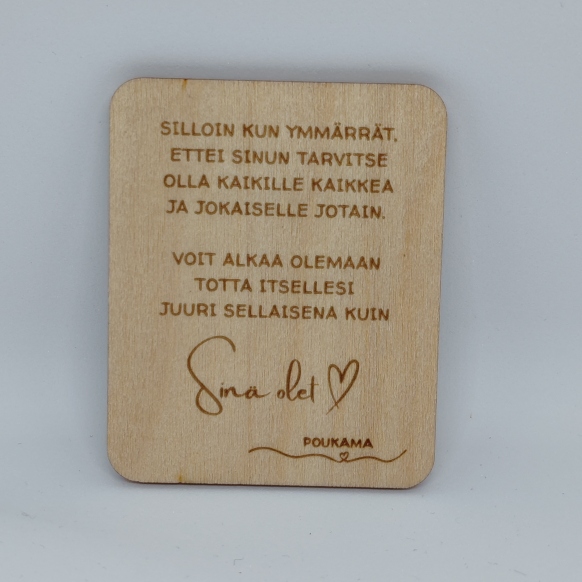 SILLOIN KUN YMMÄRRÄT,
ETTEI SINUN TARVITSE
OLLA KAIKILLE KAIKKEA
JA JOKAISELLE JOTAIN.
VOIT ALKAA OLEMAAN
TOTTA ITSELLESI
JUURI SELLAISENA KUIN
Sinä olet
POUKAMA